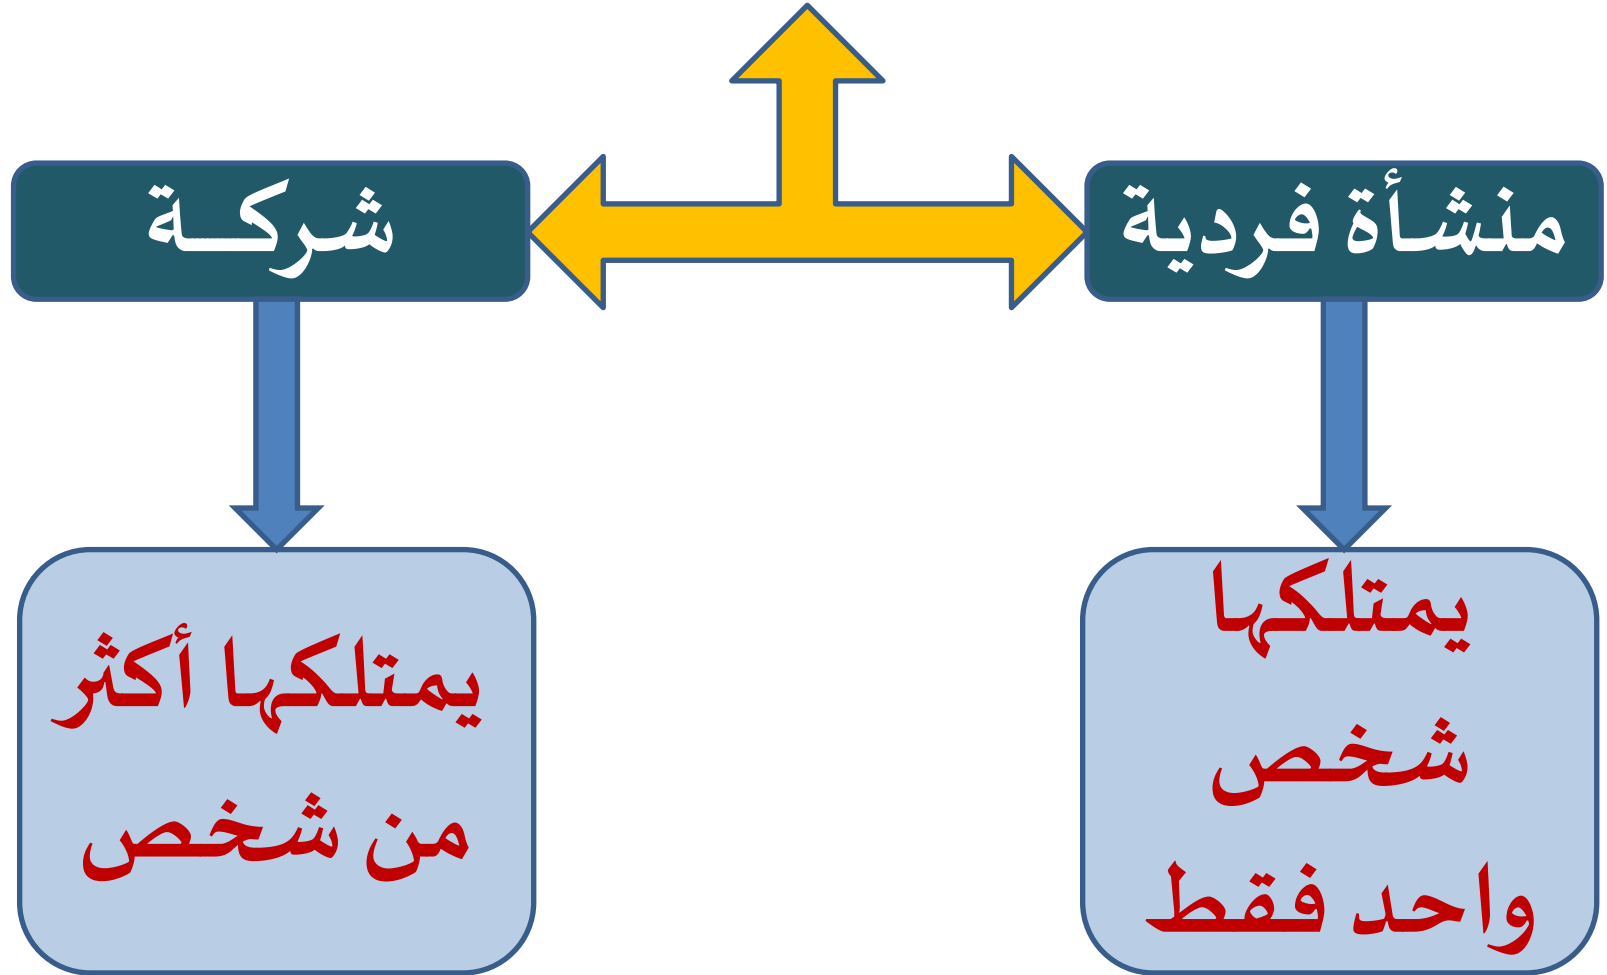 منشأة فردية
شركــة
يمتلكها
شخص
واحد فقط
يمتلكها أكثر
من شخص